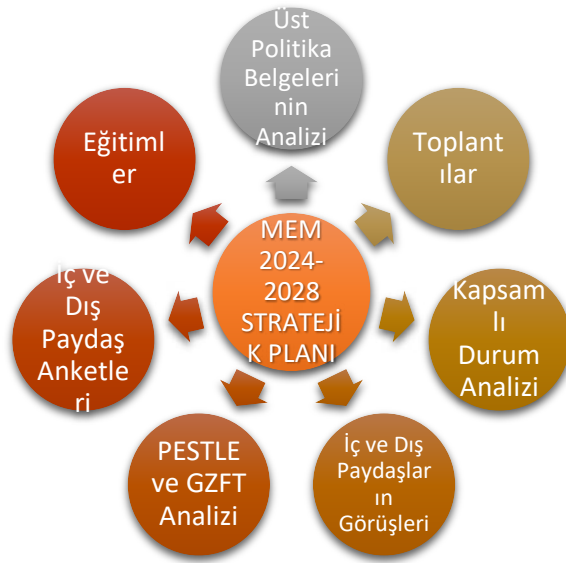 Üst
Politika
Belgeleri
nin
Analizi
Toplant
ılar
Kapsam
lı
Durum
Analizi
İç ve Dış
Paydaşlar
ın
Görüşleri
PESTLE
ve GZFT
Analizi
İç ve
Dış
Paydaş
Anketle
ri
Eğitiml
er
MEM
2024-
2028
STRATEJİ
K PLANI